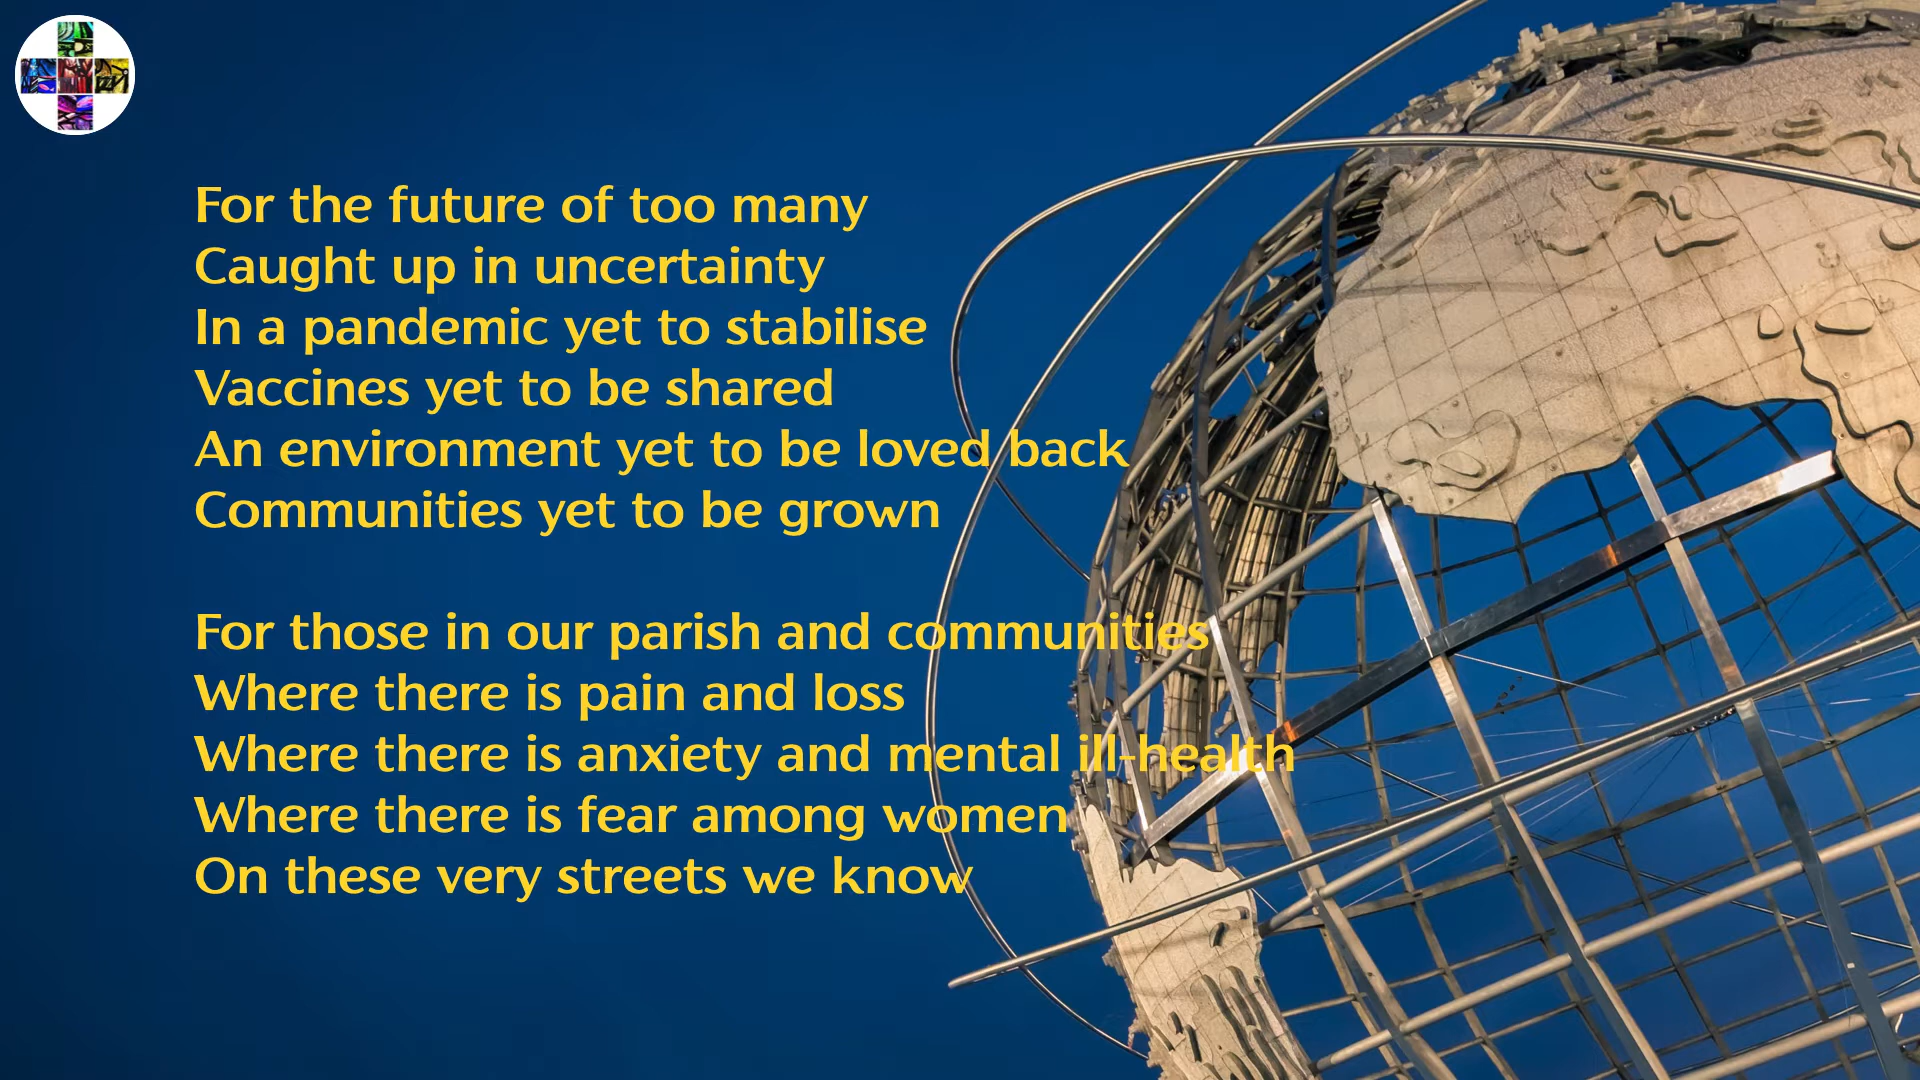 For the future of too many
Caught up in uncertainty
In a pandemic yet to stabilise
Vaccines yet to be shared
An environment yet to be loved back
Communities yet to be grown
For those in our parish and communities
Where there is pain and loss
Where there is anxiety and mental ill-health
Where there is fear among women
On these very streets we know